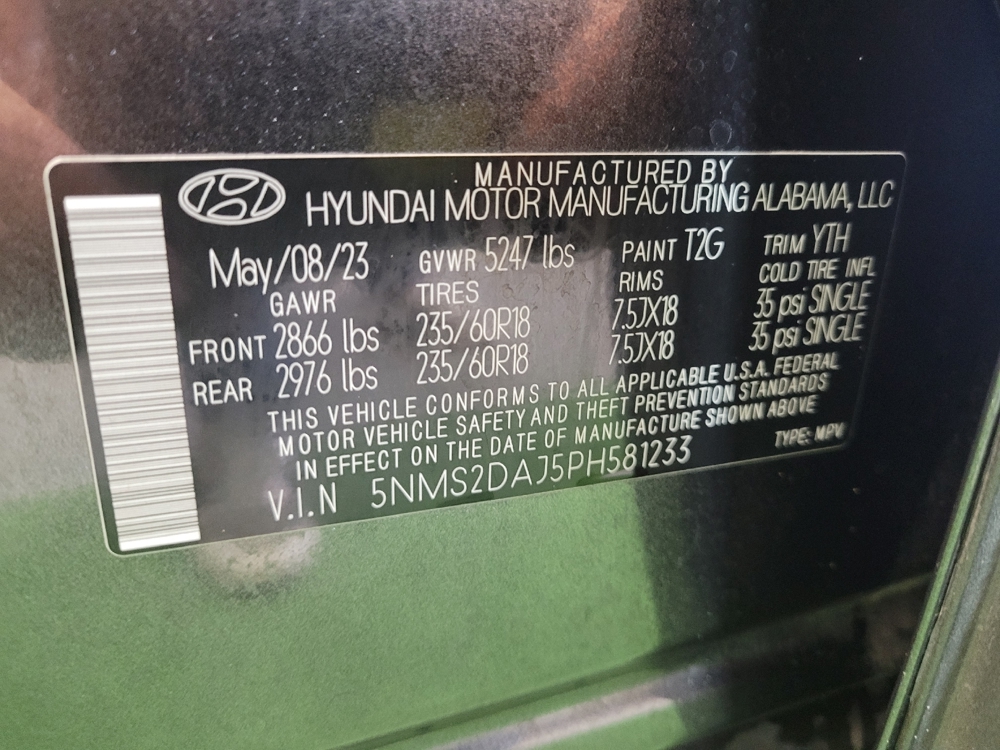 MANUFACTURED BY
HYUNDAI MOTOR MANUFACTURING ALABAMA, LLC
May/08/23 GVWR 5247 lbs PAINT T2G TRIM YTH
GAWR TIRES RIMS COLD TIRE INFL
FRONT 2866 lbs 235/60R18 7.5JX18 35 psi SINGLE
REAR 2976 lbs 235/60R18 7.5JX18 35 psi SINGLE
THIS VEHICLE CONFORMS TO ALL APPLICABLE U.S.A. FEDERAL
MOTOR VEHICLE SAFETY AND THEFT PREVENTION STANDARDS
IN EFFECT ON THE DATE OF MANUFACTURE SHOWN ABOVE
V.I.N 5NMS2DAJ5PH581233 TYPE: MPV